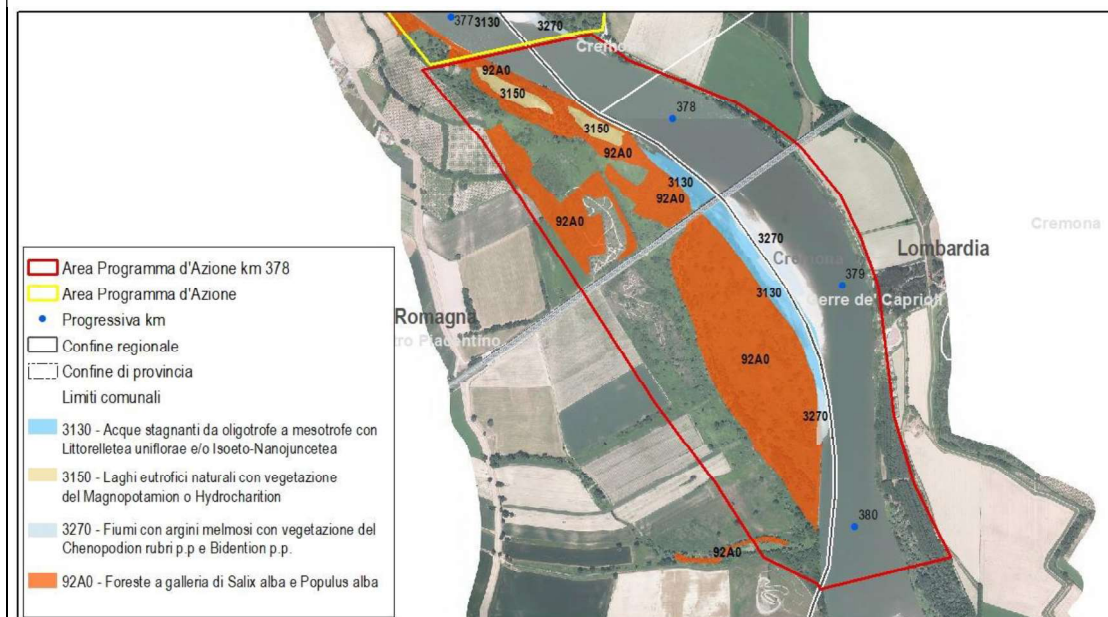 377
3130
3270
Cremona
92A0
3150
378
3150
92A0
3130
92A0
92A0
3270
Cremona
Cremona
Lombardia
379
3130
Gerre de' Caprioli
Romagna
tro Piacentino
92A0
3270
380
92A0
Area Programma d'Azione km 378
Area Programma d'Azione
Progressiva km
Confine regionale
Confine di provincia
Limiti comunali
3130 - Acque stagnanti da oligotrofe a mesotrofe con
Littorelletea uniflorae e/o Isoeto-Nanojuncetea
3150 - Laghi eutrofici naturali con vegetazione
del Magnopotamion o Hydrocharition
3270 - Fiumi con argini melmosi con vegetazione del
Chenopodion rubri p.p e Bidention p.p.
92A0 - Foreste a galleria di Salix alba e Populus alba